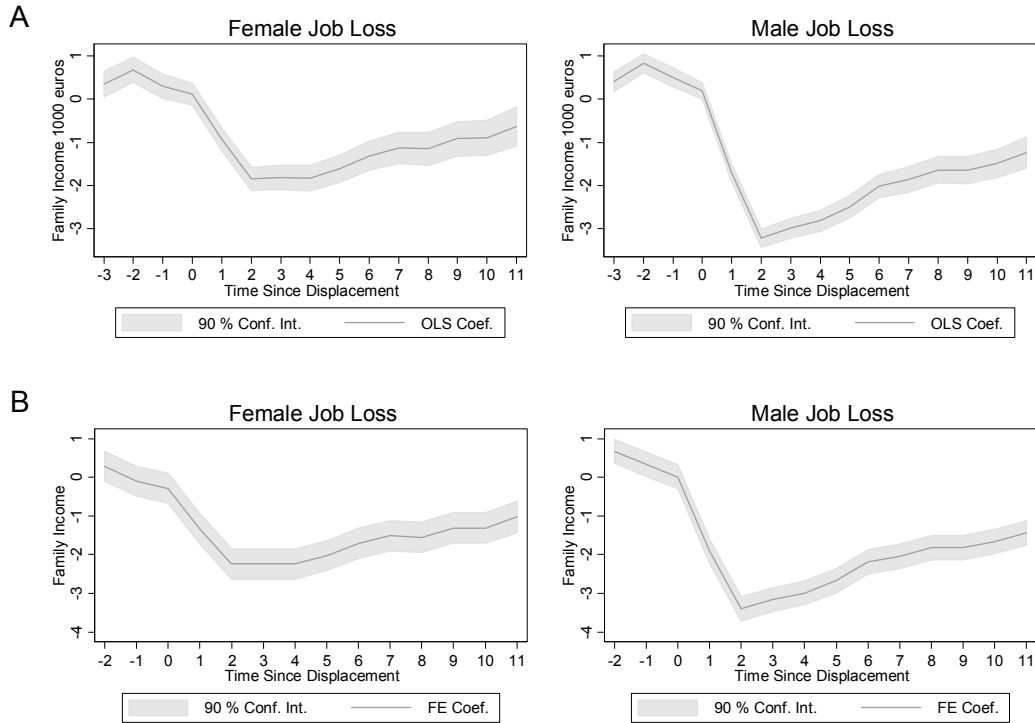 A
Female Job Loss
Family Income 1000 euros
1
0
-1
-2
-3
-3 -2 -1 0 1 2 3 4 5 6 7 8 9 10 11
Time Since Displacement
90 % Conf. Int. OLS Coef.
Male Job Loss
Family Income 1000 euros
1
0
-1
-2
-3
-3 -2 -1 0 1 2 3 4 5 6 7 8 9 10 11
Time Since Displacement
90 % Conf. Int. OLS Coef.
B
Female Job Loss
Family Income
1
0
-1
-2
-3
-4
-2 -1 0 1 2 3 4 5 6 7 8 9 10 11
Time Since Displacement
90 % Conf. Int. FE Coef.
Male Job Loss
Family Income
1
0
-1
-2
-3
-4
-2 -1 0 1 2 3 4 5 6 7 8 9 10 11
Time Since Displacement
90 % Conf. Int. FE Coef.